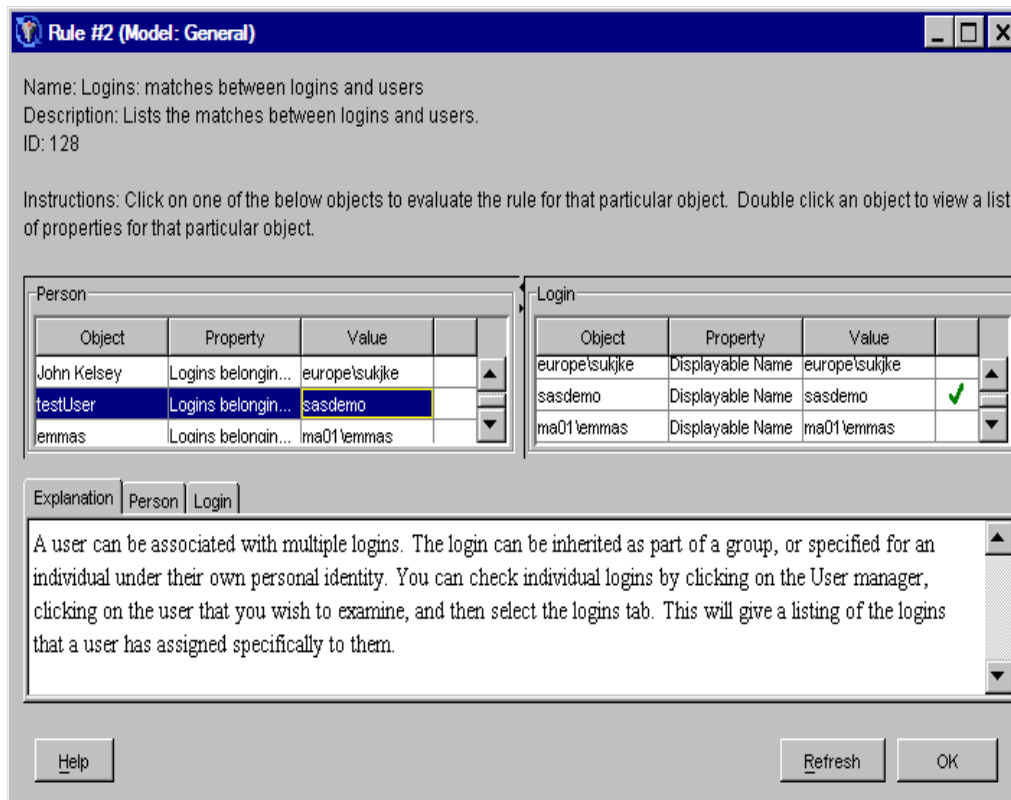 Rule #2 (Model: General)
Name: Logins: matches between logins and users
Description: Lists the matches between logins and users.
ID: 128
Instructions: Click on one of the below objects to evaluate the rule for that particular object. Double click an object to view a list
of properties for that particular object.
Person
Object Property Value
John Kelsey Logins belongin... europe\sukjke
testUser Logins belongin... sasdemo
emmas Logins belongin... ma01\emmas
Login
Object Property Value
europe\sukjke Displayable Name europe\sukjke
sasdemo Displayable Name sasdemo
ma01\emmas Displayable Name ma01\emmas
Explanation Person Login
A user can be associated with multiple logins. The login can be inherited as part of a group, or specified for an
individual under their own personal identity. You can check individual logins by clicking on the User manager,
clicking on the user that you wish to examine, and then select the logins tab. This will give a listing of the logins
that a user has assigned specifically to them.
Help Refresh OK